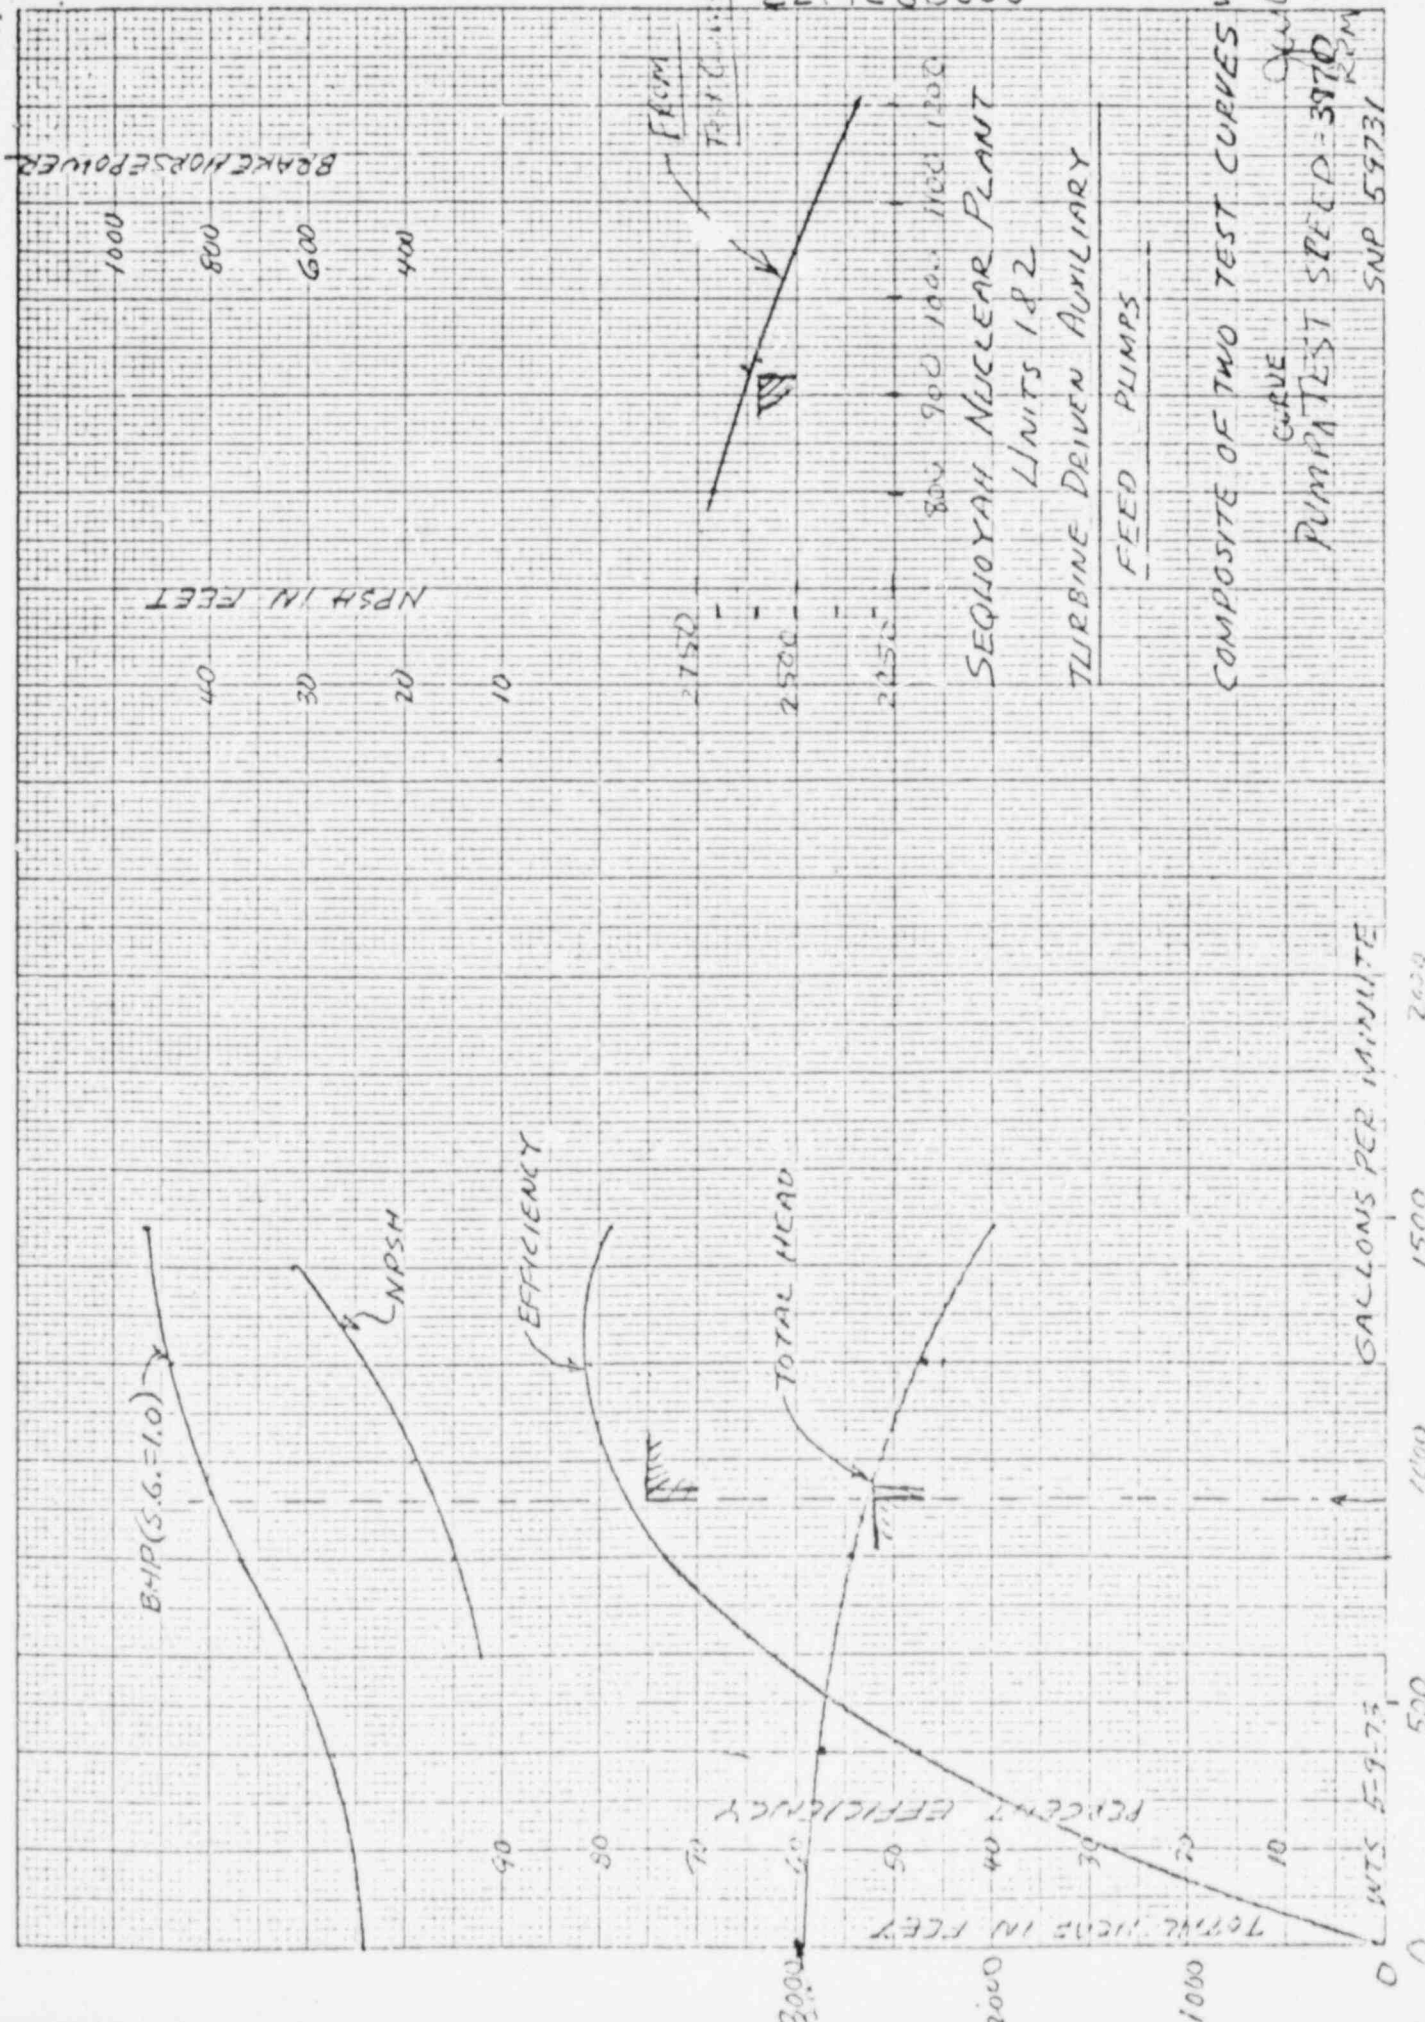 BRAKE HORSEPOWER
1000
800
600
400
NPSH IN FEET
40
30
20
10
BHP (S.G.=1.0)
NPSH
EFFICIENCY
TOTAL HEAD
PERCENT EFFICIENCY
90
80
70
60
50
40
30
20
10
TOTAL HEAD IN FEET
3000
2000
1000
0
FROM
2750
2500
2250
800 900 1100 1200
SEQUOYAH NUCLEAR PLANT
UNITS 1&2
TURBINE DRIVEN AUXILIARY
FEED PUMPS
COMPOSITE OF TWO TEST CURVES
CURVE
PUMP TEST SPEED = 3970
RPM
SNP 59731
WTS 5-9-73
GALLONS PER MINUTE
0 500 1000 1500 2000